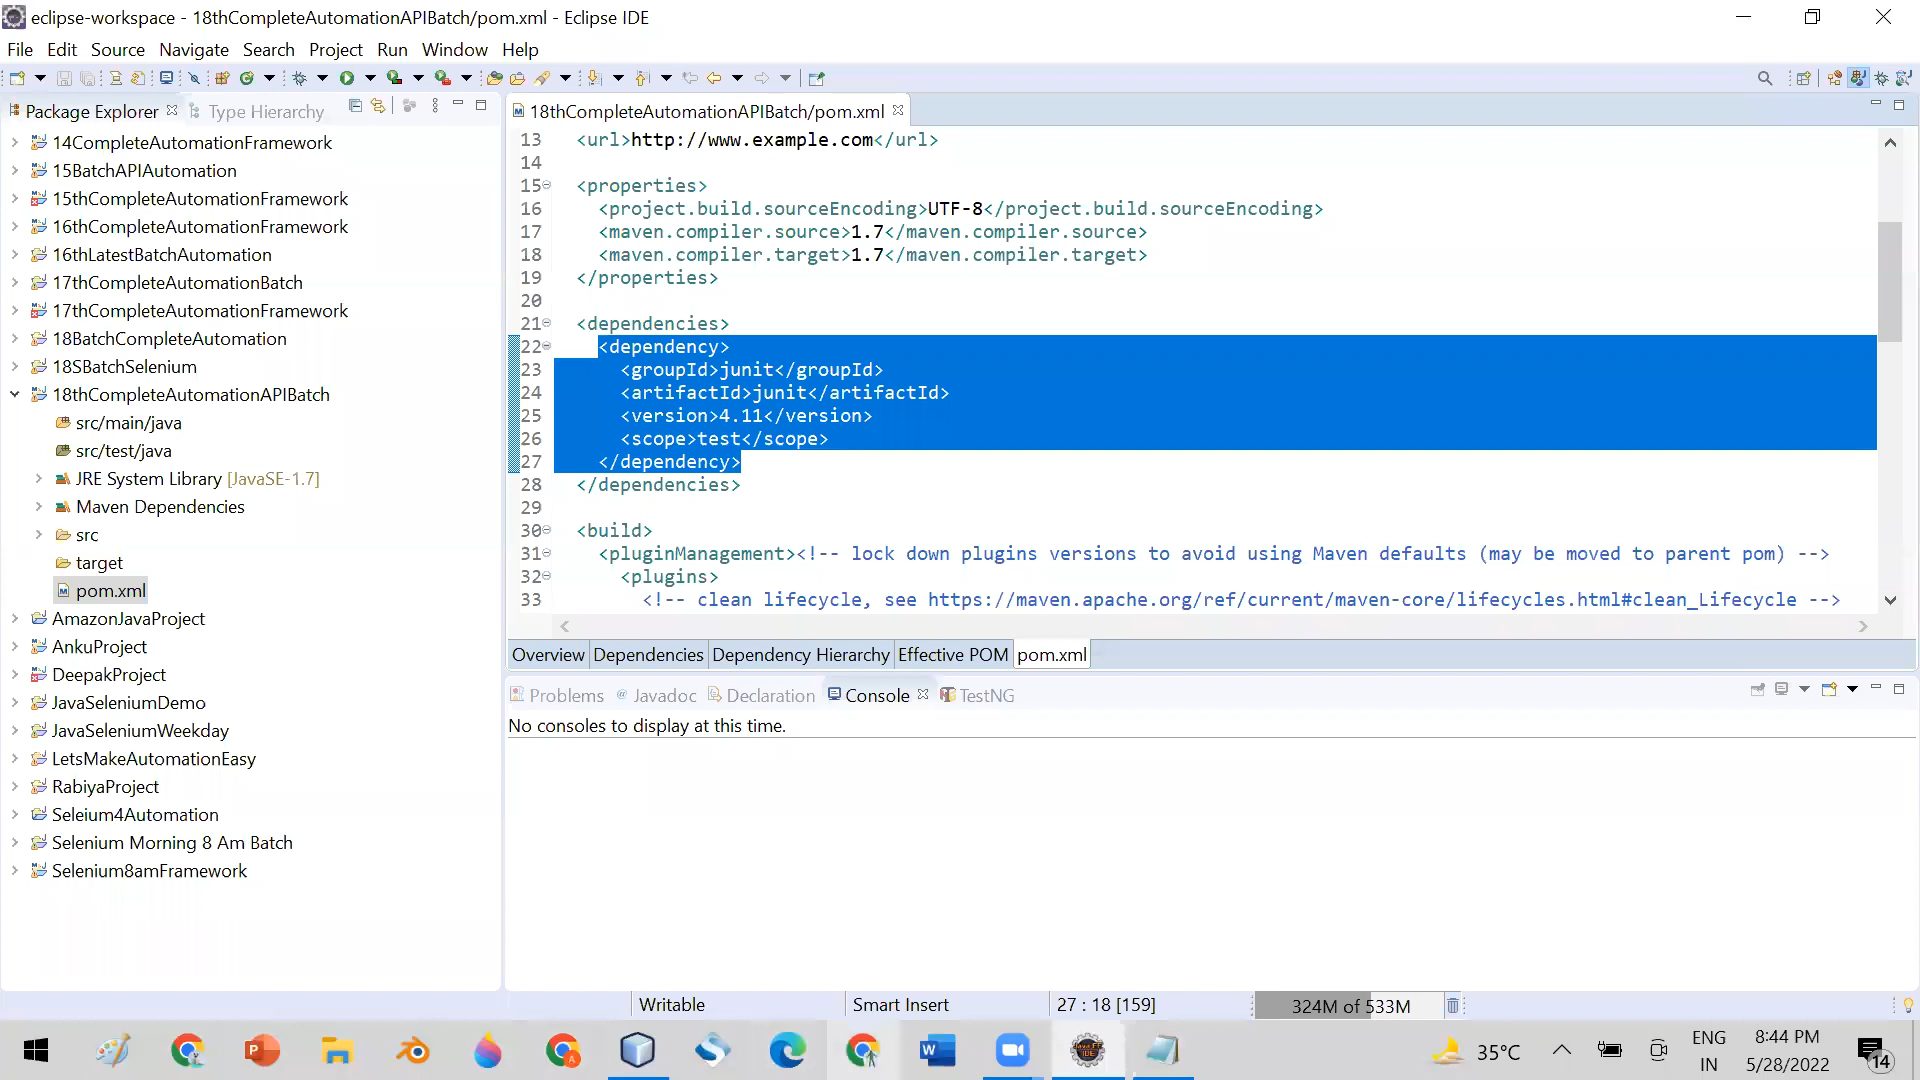 eclipse-workspace - 18thCompleteAutomationAPIBatch/pom.xml - Eclipse IDE
File Edit Source Navigate Search Project Run Window Help
Package Explorer Type Hierarchy
14CompleteAutomationFramework
15BatchAPIAutomation
15thCompleteAutomationFramework
16thCompleteAutomationFramework
16thLatestBatchAutomation
17thCompleteAutomationBatch
17thCompleteAutomationFramework
18BatchCompleteAutomation
18SBatchSelenium
18thCompleteAutomationAPIBatch
src/main/java
src/test/java
JRE System Library [JavaSE-1.7]
Maven Dependencies
src
target
pom.xml
AmazonJavaProject
AnkuProject
DeepakProject
JavaSeleniumDemo
JavaSeleniumWeekday
LetsMakeAutomationEasy
RabiyaProject
Seleium4Automation
Selenium Morning 8 Am Batch
Selenium8amFramework
18thCompleteAutomationAPIBatch/pom.xml
13 <url>http://www.example.com</url>
14
15 <properties>
16 <project.build.sourceEncoding>UTF-8</project.build.sourceEncoding>
17 <maven.compiler.source>1.7</maven.compiler.source>
18 <maven.compiler.target>1.7</maven.compiler.target>
19 </properties>
20
21 <dependencies>
22 <dependency>
23 <groupId>junit</groupId>
24 <artifactId>junit</artifactId>
25 <version>4.11</version>
26 <scope>test</scope>
27 </dependency>
28 </dependencies>
29
30 <build>
31 <pluginManagement><!-- lock down plugins versions to avoid using Maven defaults (may be moved to parent pom) -->
32 <plugins>
33 <!-- clean lifecycle, see https://maven.apache.org/ref/current/maven-core/lifecycles.html#clean_Lifecycle -->
Overview Dependencies Dependency Hierarchy Effective POM pom.xml
Problems Javadoc Declaration Console TestNG
No consoles to display at this time.
Writable Smart Insert 27 : 18 [159] 324M of 533M
35°C ENG IN 8:44 PM 5/28/2022 14